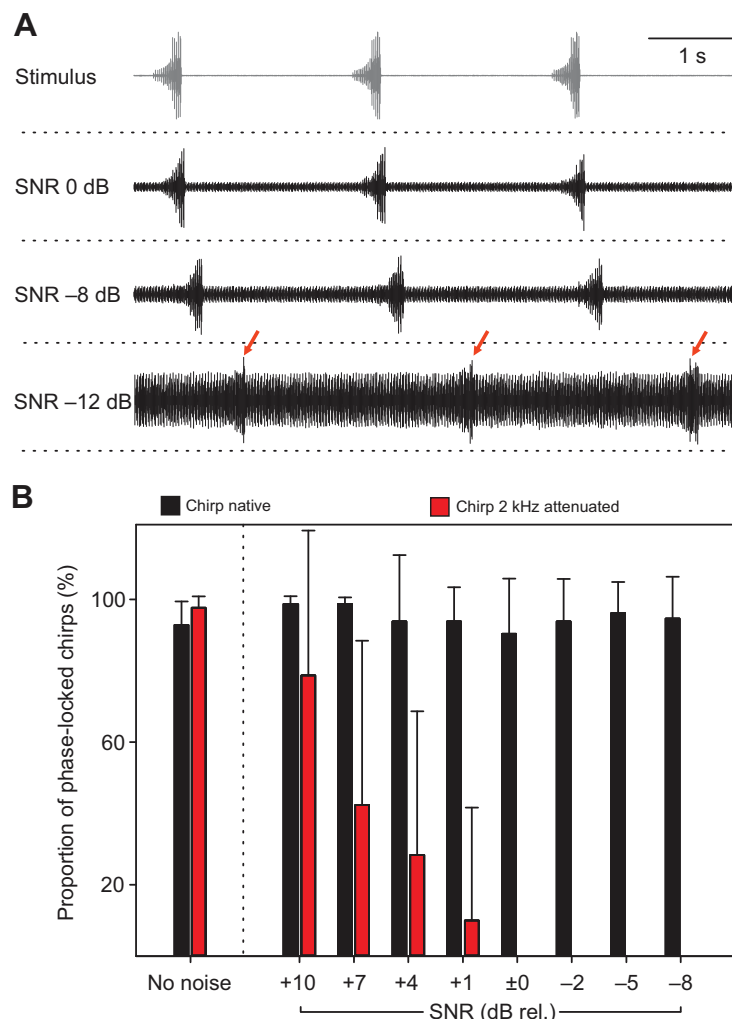 A
1 s
Stimulus
SNR 0 dB
SNR –8 dB
SNR –12 dB
B
Chirp native
Chirp 2 kHz attenuated
Proportion of phase-locked chirps (%)
100
60
20
No noise
+10
+7
+4
+1
±0
–2
–5
–8
SNR (dB rel.)